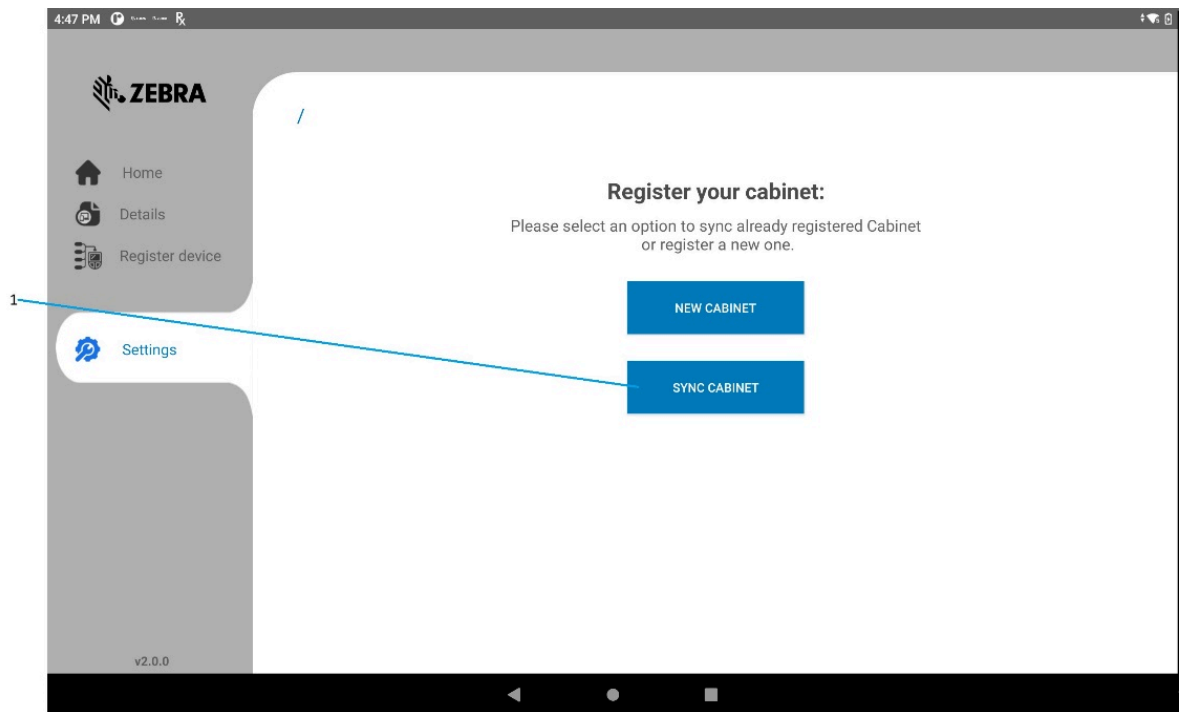 4:47 PM
ZEBRA
/
Home
Details
Register device
Settings
v2.0.0
Register your cabinet:
Please select an option to sync already registered Cabinet
or register a new one.
NEW CABINET
SYNC CABINET
1